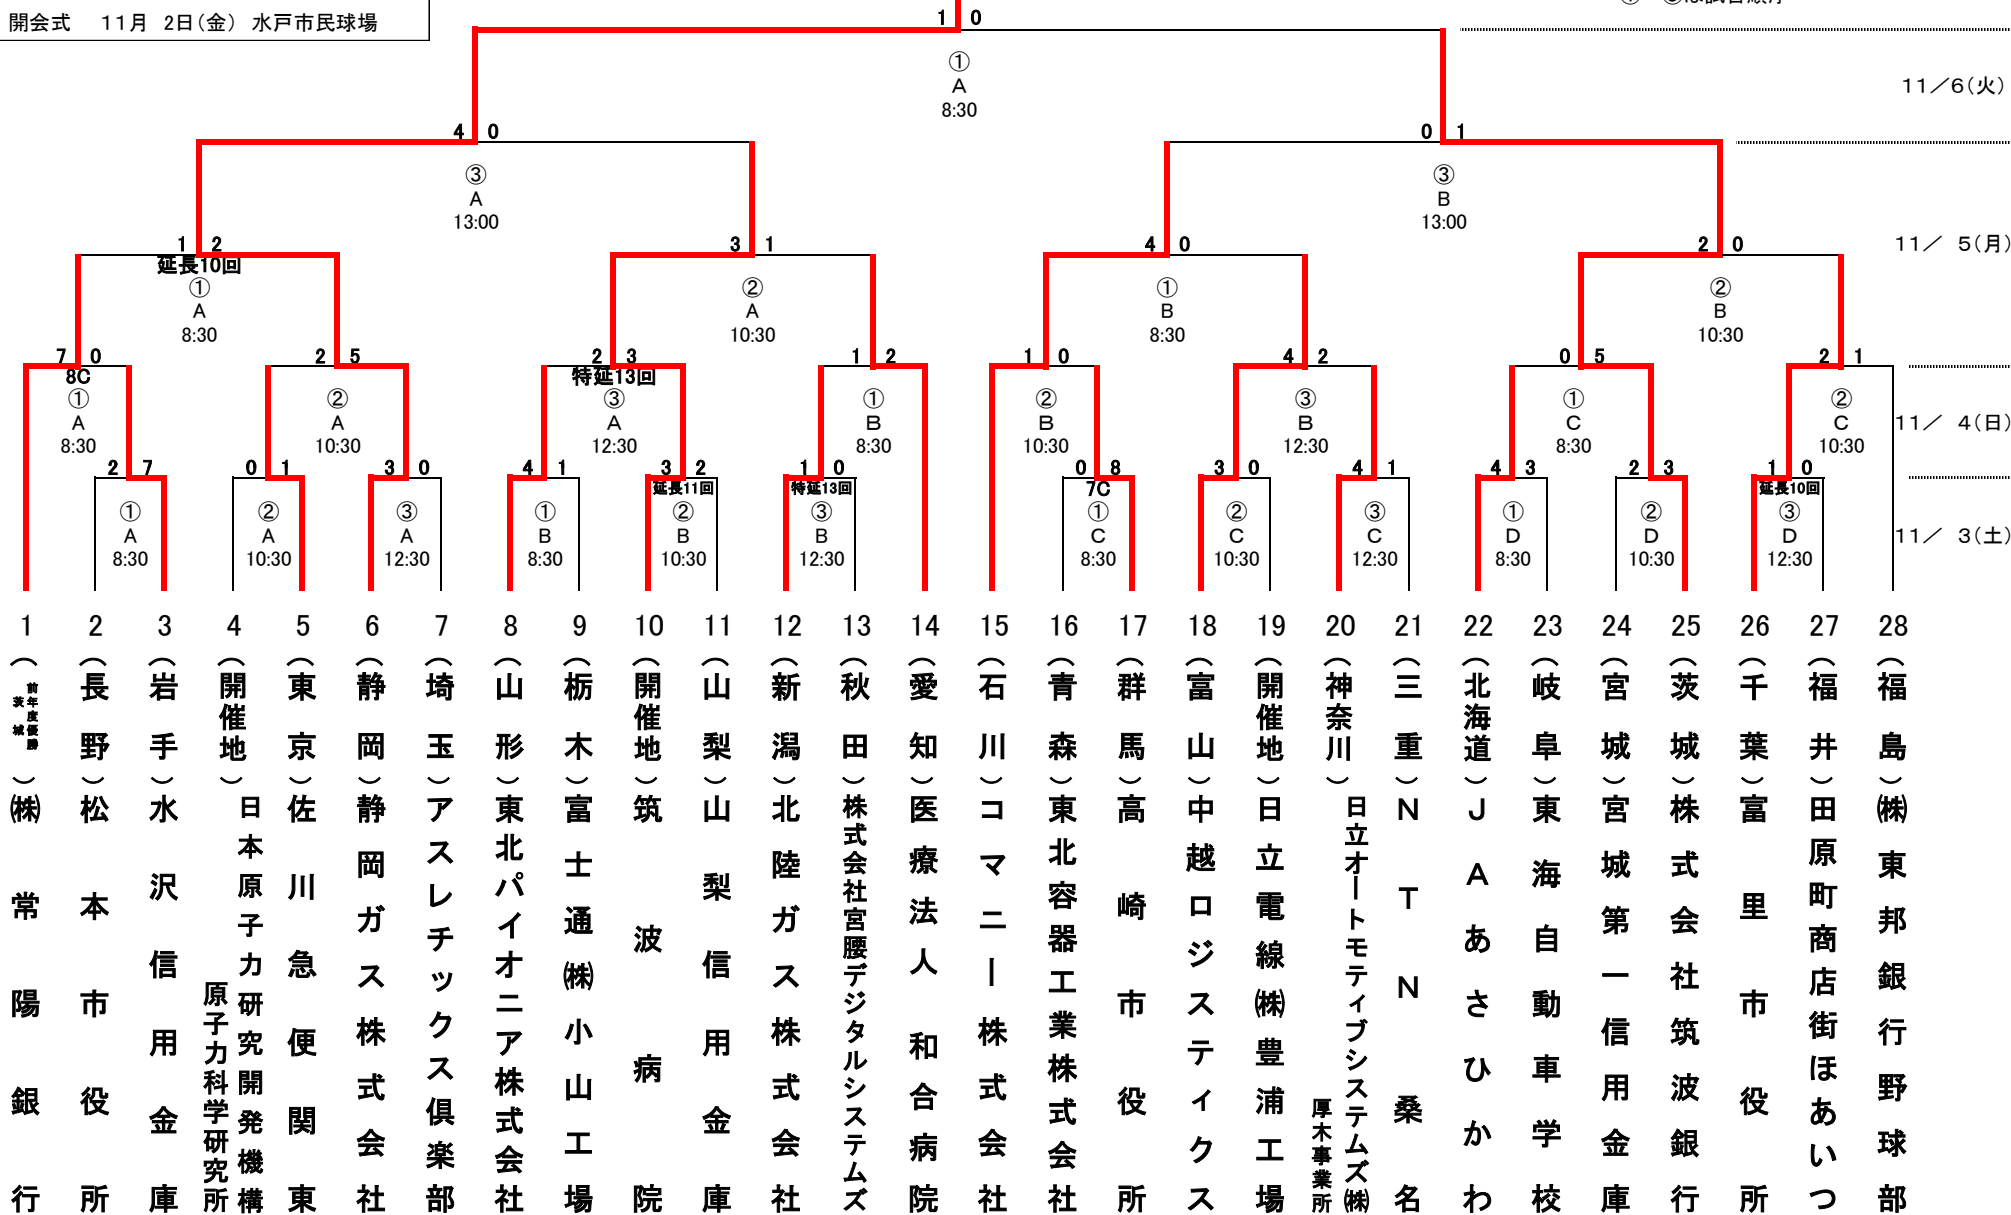 開会式 11月 2日(金) 水戸市民球場
1 0
①
A
8:30
11/6(火)
4 0
③
A
13:00
0 1
③
B
13:00
1 2
延長10回
①
A
8:30
3 1
②
A
10:30
4 0
①
B
8:30
2 0
②
B
10:30
11/ 5(月)
7 0
8C
①
A
8:30
2 5
②
A
10:30
2 3
特延13回
③
A
12:30
1 2
①
B
8:30
1 0
②
B
10:30
4 2
③
B
12:30
0 5
①
C
8:30
2 1
②
C
10:30
11/ 4(日)
2 7
①
A
8:30
0 1
②
A
10:30
3 0
③
A
12:30
4 1
①
B
8:30
3 2
延長11回
②
B
10:30
1 0
特延13回
③
B
12:30
0 8
7C
①
C
8:30
3 0
②
C
10:30
4 1
③
C
12:30
4 3
①
D
8:30
2 3
②
D
10:30
1 0
延長10回
③
D
12:30
11/ 3(土)
1 (前年度優勝 茨城) ㈱常陽銀行
2 (長野) 松本市役所
3 (岩手) 水沢信用金庫
4 (開催地) 日本原子力研究開発機構 原子力科学研究所
5 (東京) 佐川急便関東
6 (静岡) 静岡ガス株式会社
7 (埼玉) アスレチックス倶楽部
8 (山形) 東北パイオニア株式会社
9 (栃木) 富士通㈱小山工場
10 (開催地) 筑波病院
11 (山梨) 山梨信用金庫
12 (新潟) 北陸ガス株式会社
13 (秋田) 株式会社宮腰デジタルシステムズ
14 (愛知) 医療法人 和合病院
15 (石川) コマニー株式会社
16 (青森) 東北容器工業株式会社
17 (群馬) 高崎市役所
18 (富山) 中越ロジスティクス
19 (開催地) 日立電線㈱豊浦工場
20 (神奈川) 日立オートモティブシステムズ㈱ 厚木事業所
21 (三重) NTN桑名
22 (北海道) JAあさひかわ
23 (岐阜) 東海自動車学校
24 (宮城) 宮城第一信用金庫
25 (茨城) 株式会社筑波銀行
26 (千葉) 富里市役所
27 (福井) 田原町商店街ほあいつ
28 (福島) ㈱東邦銀行野球部